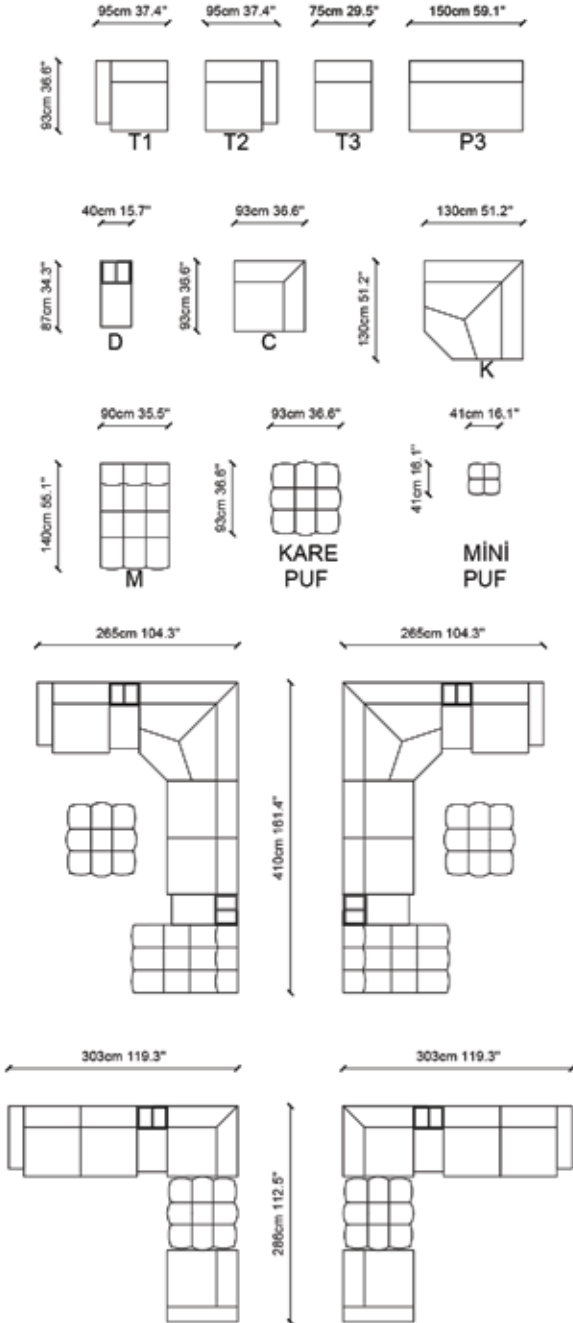 95cm 37.4"
95cm 37.4"
75cm 29.5"
150cm 59.1"
93cm 36.6"
T1
T2
T3
P3
40cm 15.7"
93cm 36.6"
130cm 51.2"
87cm 34.3"
93cm 36.6"
130cm 51.2"
D
C
K
90cm 35.5"
93cm 36.6"
41cm 16.1"
140cm 55.1"
93cm 36.6"
41cm 16.1"
M
KARE
PUF
MİNİ
PUF
265cm 104.3"
265cm 104.3"
410cm 161.4"
303cm 119.3"
303cm 119.3"
286cm 112.5"